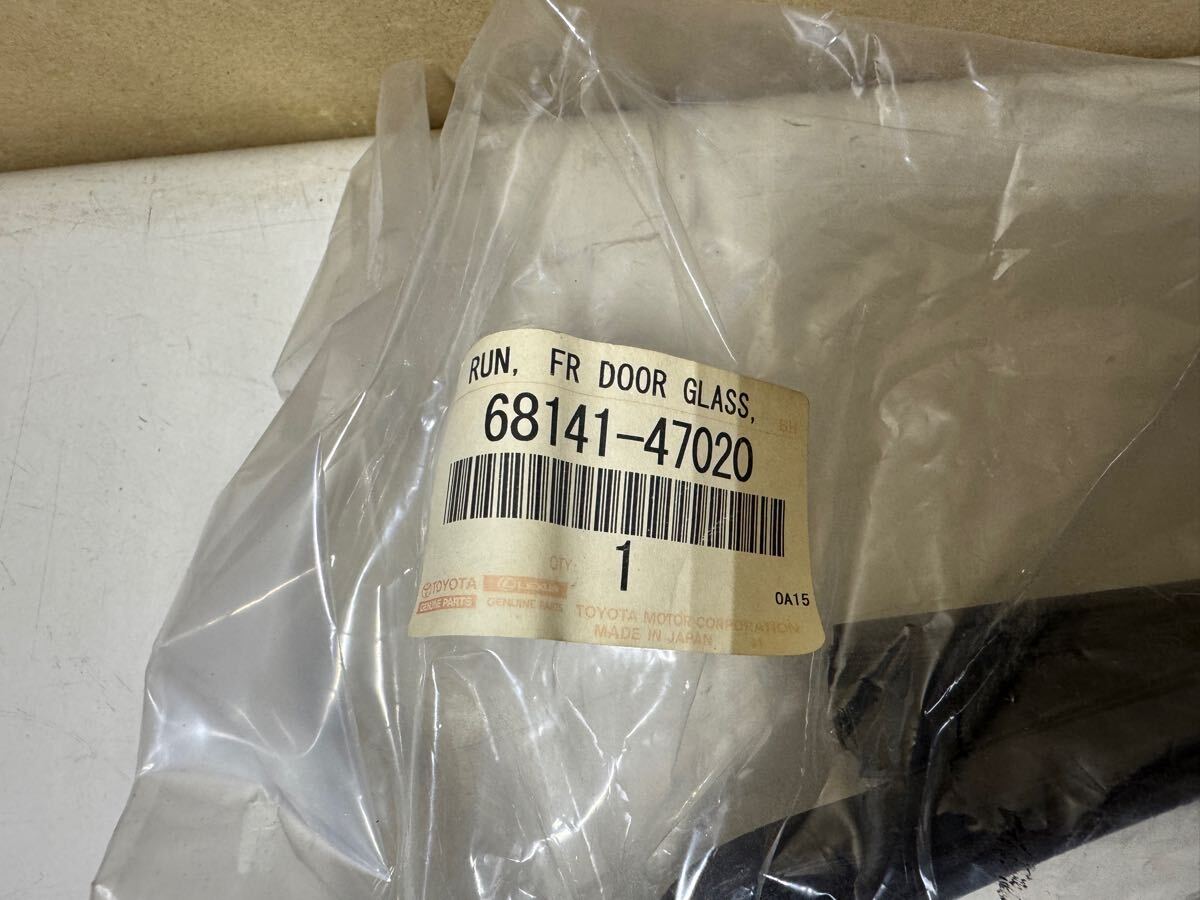 RUN, FR DOOR GLASS,
68141-47020
QTY. 1
TOYOTA
GENUINE PARTS
LEXUS
GENUINE PARTS
0A15
TOYOTA MOTOR CORPORATION
MADE IN JAPAN